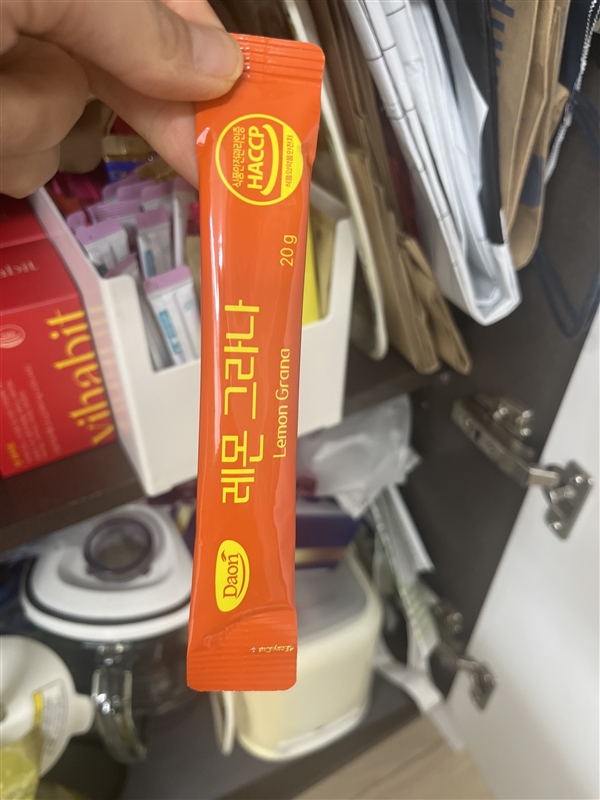 식품안전관리인증
HACCP
식품의약품안전처
20 g
레몬 그라나
Lemon Grana
Daon
vihabit